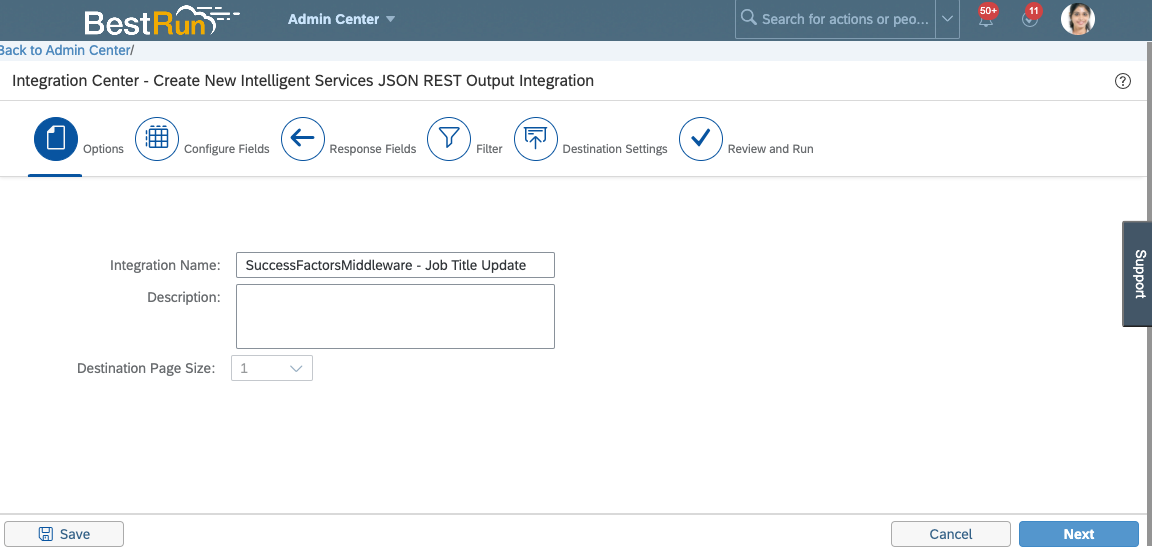 BestRun
Admin Center
Search for actions or peo...
50+
11
Back to Admin Center/
Integration Center - Create New Intelligent Services JSON REST Output Integration
?
Options
Configure Fields
Response Fields
Filter
Destination Settings
Review and Run
Support
Integration Name: SuccessFactorsMiddleware - Job Title Update
Description:
Destination Page Size: 1
Save
Cancel
Next